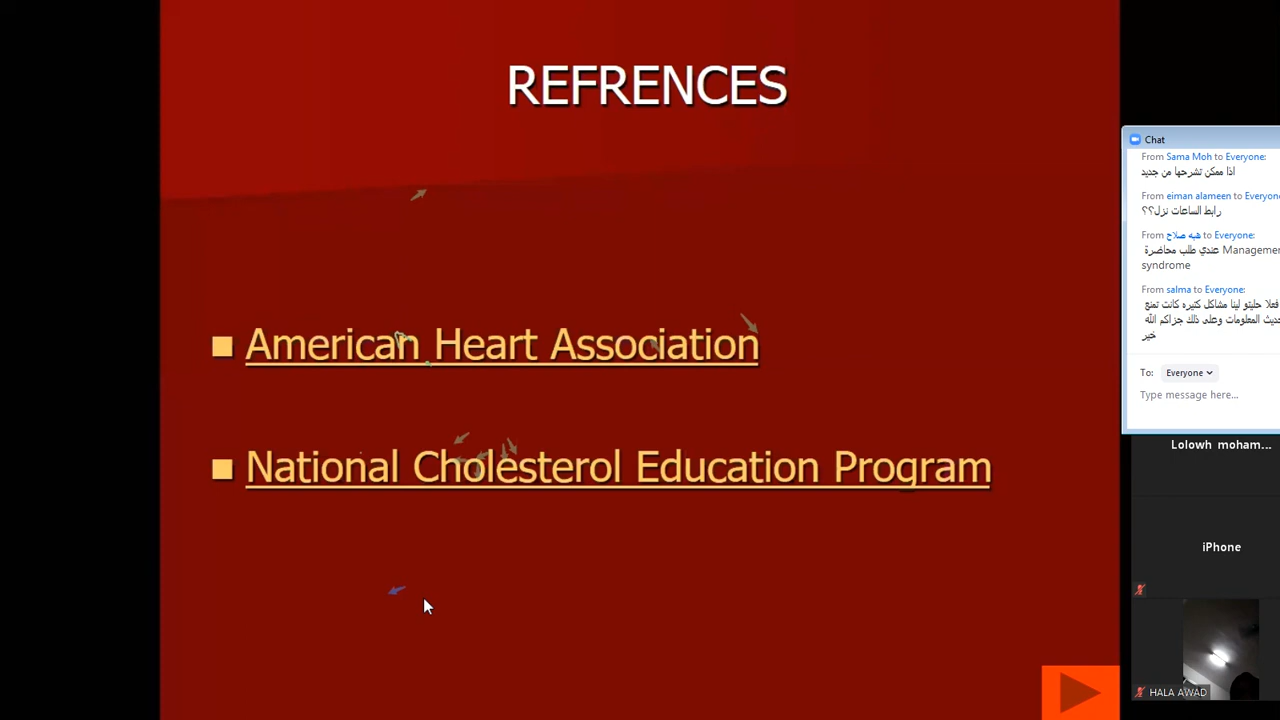 REFRENCES
American Heart Association
National Cholesterol Education Program
Chat
From Sama Moh to Everyone:
اذا ممكن تشرحها من جديد
From eiman alameen to Everyone
رابط الساعات نزل؟؟
From هبه صلاح to Everyone:
عندي طلب محاضرة Managemen
syndrome
From salma to Everyone:
فعلا حليتو لينا مشاكل كتيره كانت تمنع
حديث المعلومات وعلى ذلك جزاكم الله
خير
To: Everyone
Type message here...
Lolowh moham...
iPhone
HALA AWAD